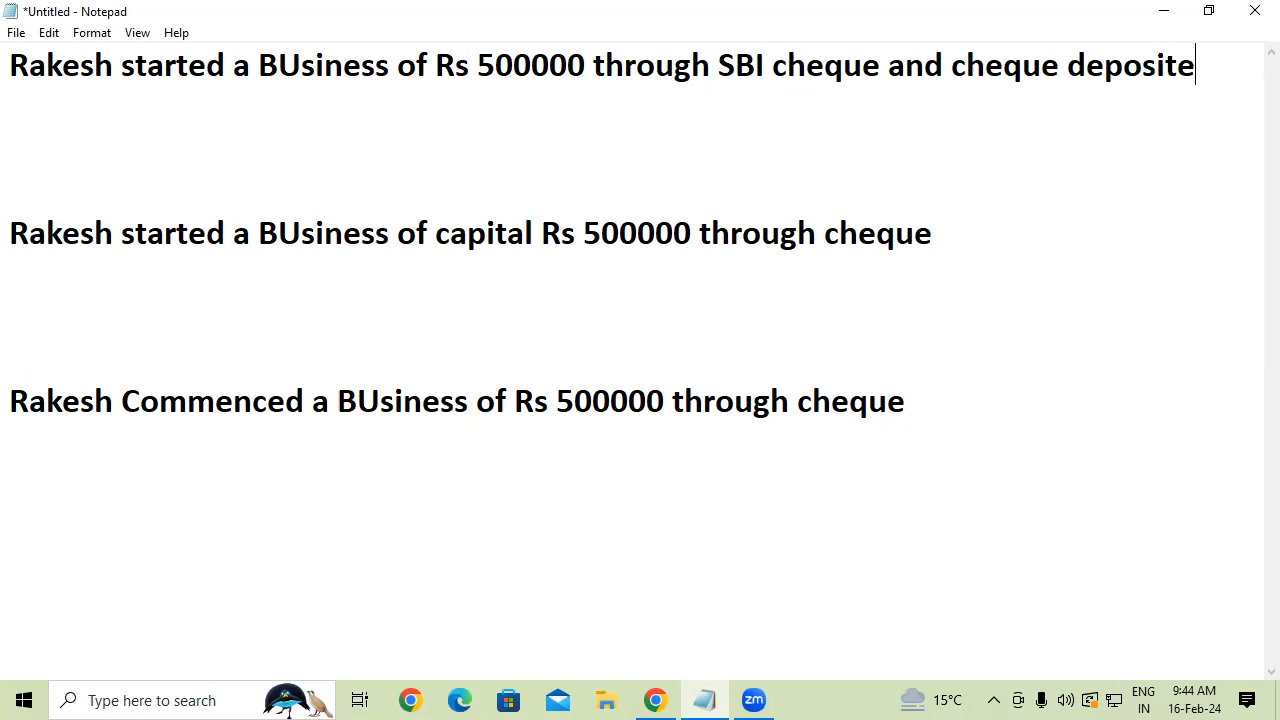 *Untitled - Notepad
File Edit Format View Help
Rakesh started a BUsiness of Rs 500000 through SBI cheque and cheque deposite
Rakesh started a BUsiness of capital Rs 500000 through cheque
Rakesh Commenced a BUsiness of Rs 500000 through cheque
Type here to search
zm
15°C
ENG
IN
9:44 AM
16-Feb-24